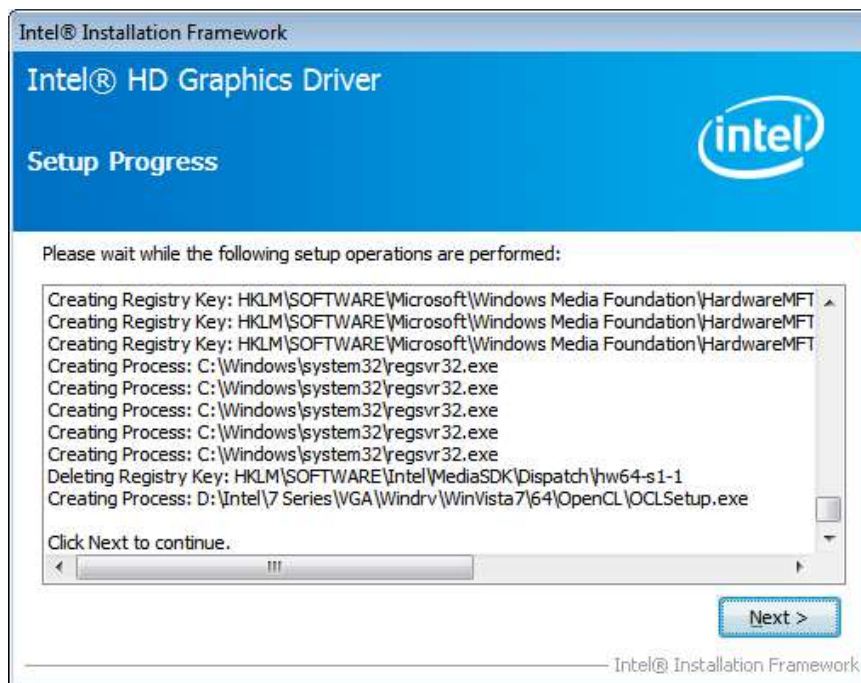 Intel® Installation Framework
Intel® HD Graphics Driver
intel
Setup Progress
Please wait while the following setup operations are performed:
Creating Registry Key: HKLM\SOFTWARE\Microsoft\Windows Media Foundation\HardwareMFT
Creating Registry Key: HKLM\SOFTWARE\Microsoft\Windows Media Foundation\HardwareMFT
Creating Registry Key: HKLM\SOFTWARE\Microsoft\Windows Media Foundation\HardwareMFT
Creating Process: C:\Windows\system32\regsvr32.exe
Creating Process: C:\Windows\system32\regsvr32.exe
Creating Process: C:\Windows\system32\regsvr32.exe
Creating Process: C:\Windows\system32\regsvr32.exe
Creating Process: C:\Windows\system32\regsvr32.exe
Deleting Registry Key: HKLM\SOFTWARE\Intel\MediaSDK\Dispatch\hw64-s1-1
Creating Process: D:\Intel\7 Series\VGA\Windrv\WinVista7\64\OpenCL\OCLSetup.exe
Click Next to continue.
Next >
Intel® Installation Framework